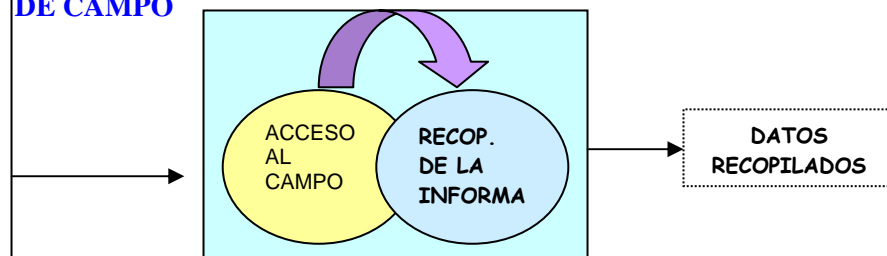 DE CAMPO
ACCESO
AL
CAMPO
RECOP.
DE LA
INFORMA
DATOS
RECOPILADOS